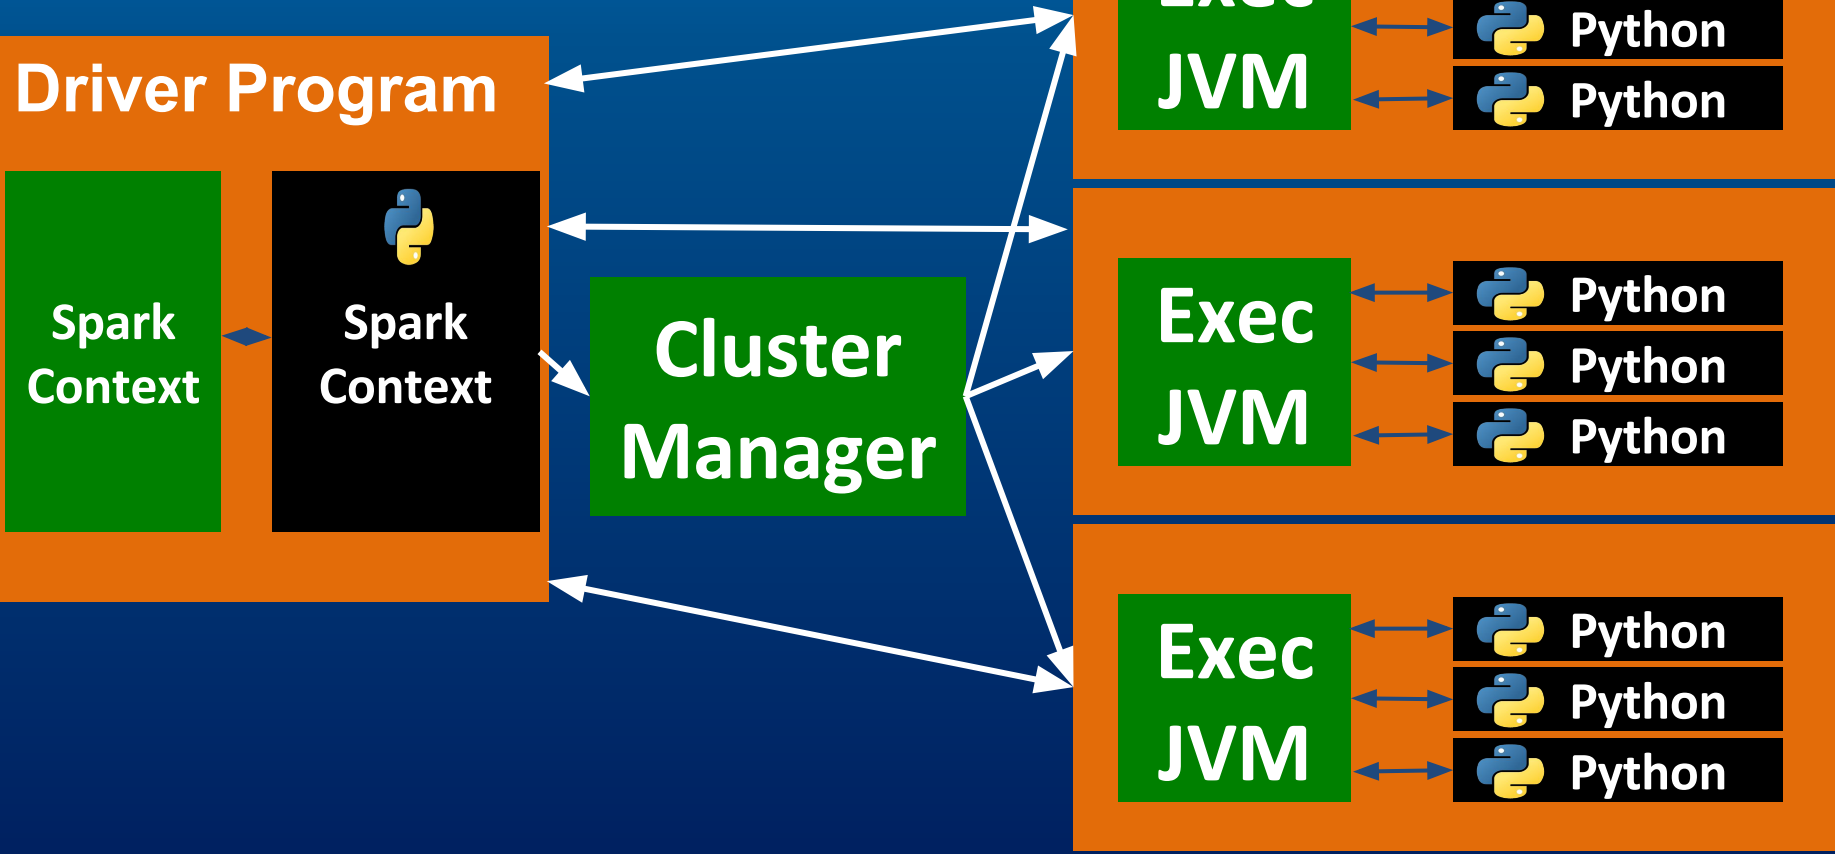 Driver Program
Spark
Context
Spark
Context
Cluster
Manager
Exec
JVM
Python
Python
Exec
JVM
Python
Python
Python
Exec
JVM
Python
Python
Python